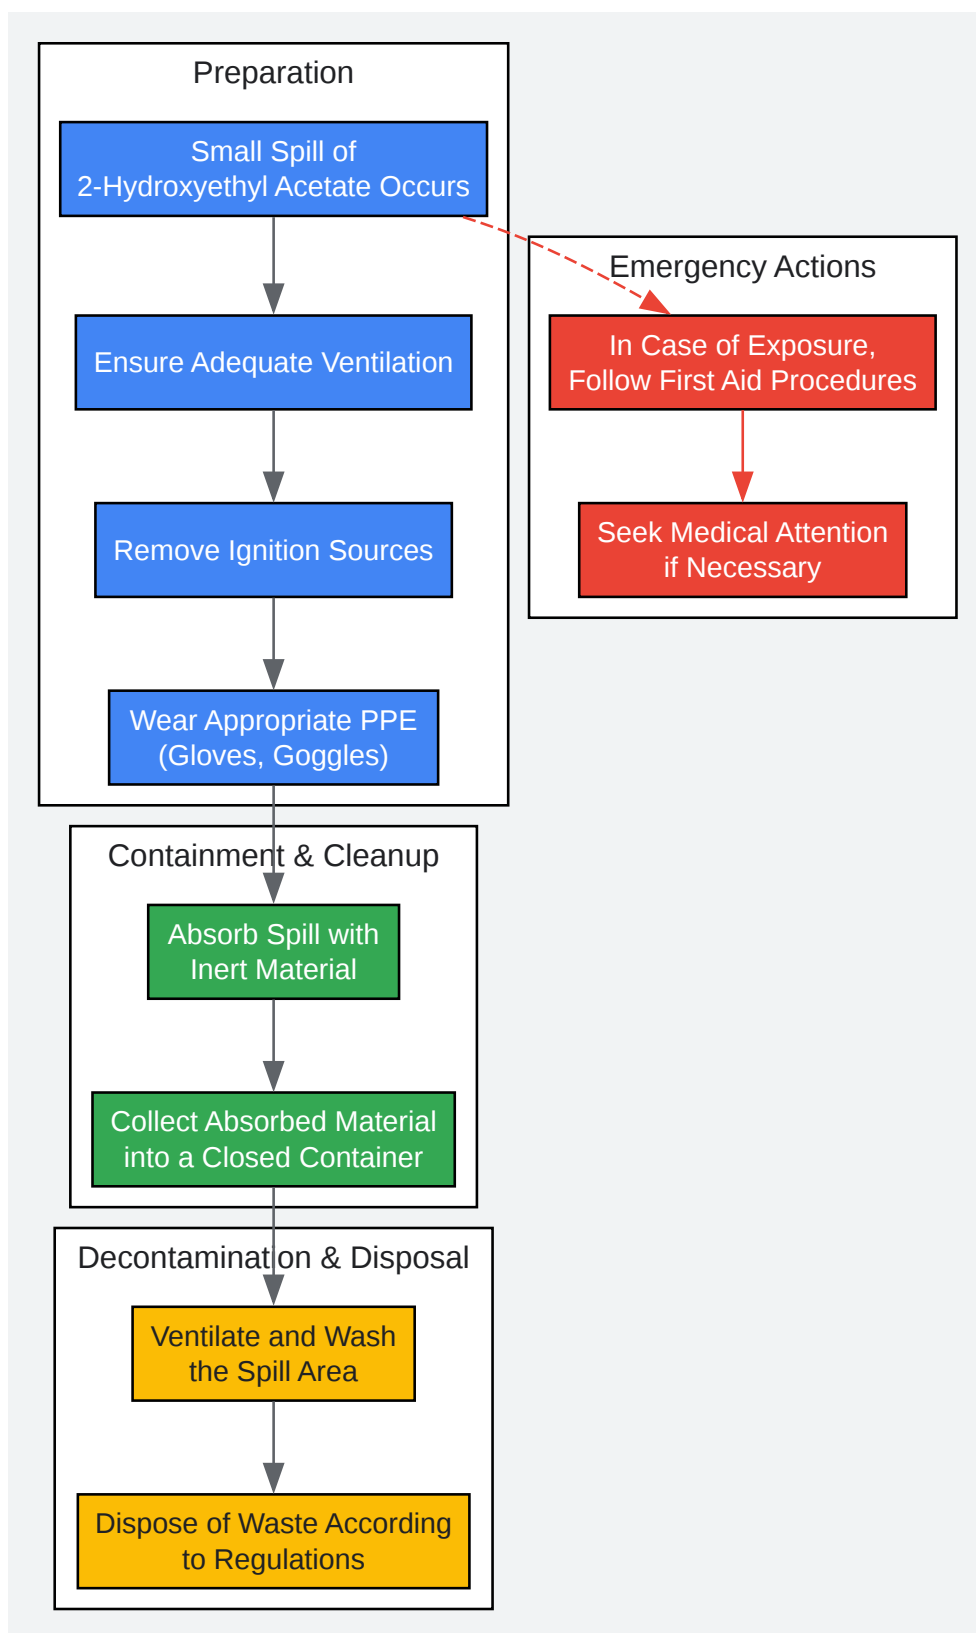 Preparation
Small Spill of
2-Hydroxyethyl Acetate Occurs
Ensure Adequate Ventilation
Remove Ignition Sources
Wear Appropriate PPE
(Gloves, Goggles)
Emergency Actions
In Case of Exposure,
Follow First Aid Procedures
Seek Medical Attention
if Necessary
Containment & Cleanup
Absorb Spill with
Inert Material
Collect Absorbed Material
into a Closed Container
Decontamination & Disposal
Ventilate and Wash
the Spill Area
Dispose of Waste According
to Regulations